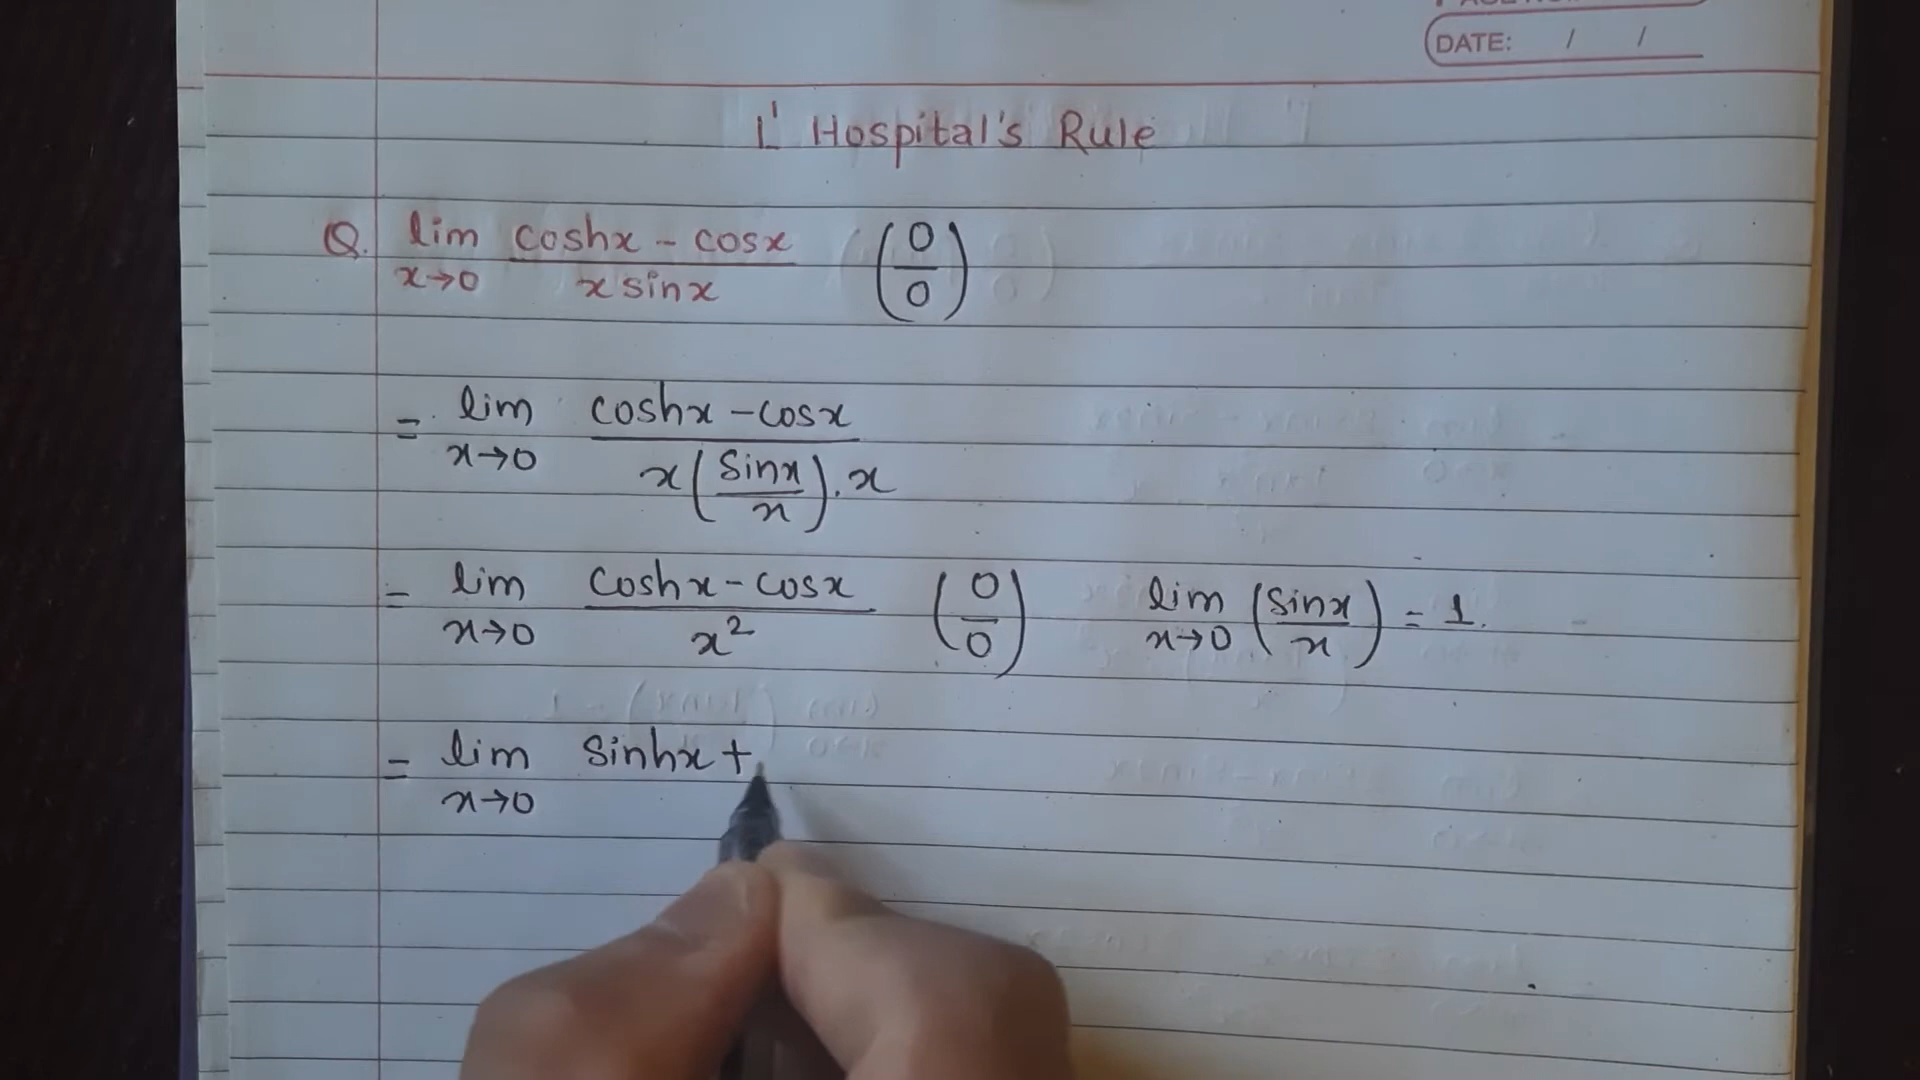 DATE: / /
L' Hospital's Rule
Q. lim x→0 coshx - cosx / x sinx (0/0)
= lim x→0 coshx - cosx / x (sinx/x) . x
= lim x→0 coshx - cosx / x² (0/0) lim x→0 (sinx/x) = 1.
= lim x→0 sinhx +